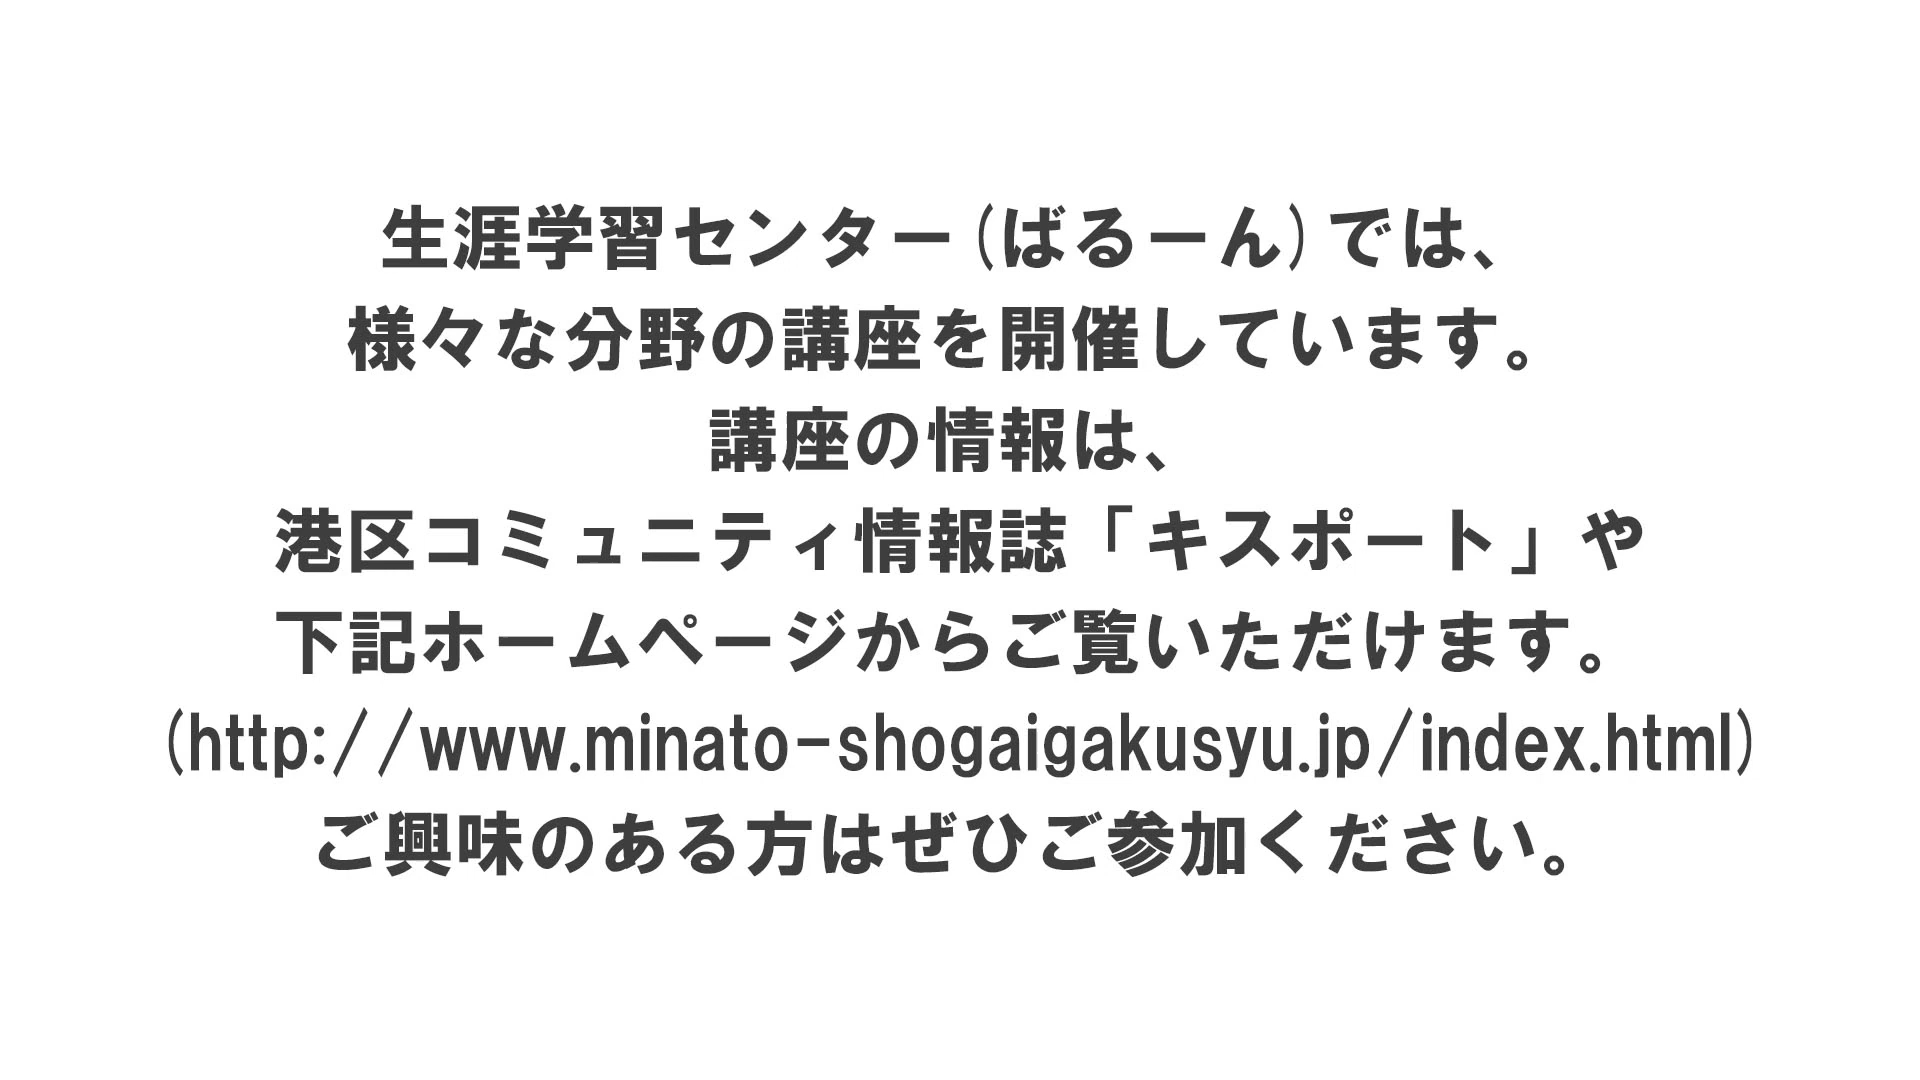 生涯学習センター(ばるーん)では、
様々な分野の講座を開催しています。
講座の情報は、
港区コミュニティ情報誌「キスポート」や
下記ホームページからご覧いただけます。
(http://www.minato-shogaigakusyu.jp/index.html)
ご興味のある方はぜひご参加ください。